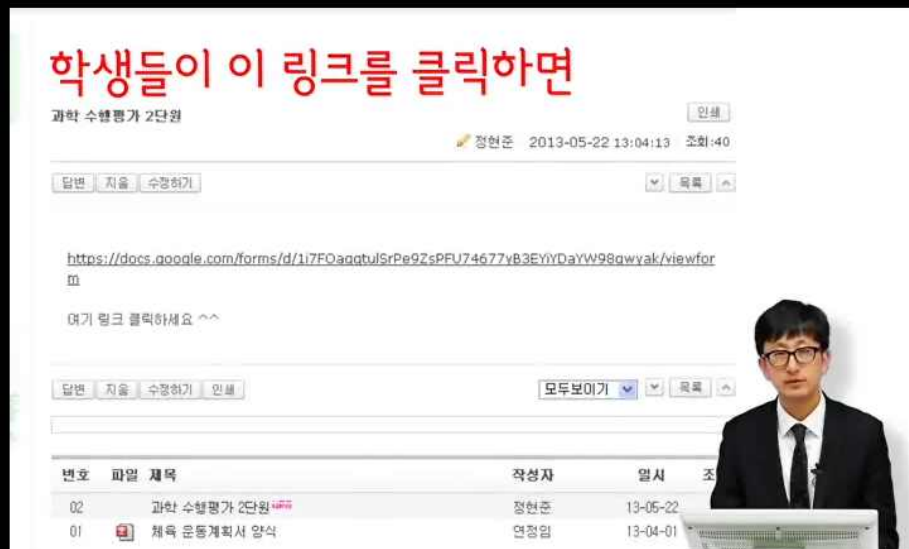 학생들이 이 링크를 클릭하면
과학 수행평가 2단원
인쇄
정현준 2013-05-22 13:04:13 조회:40
답변 지움 수정하기 목록
https://docs.google.com/forms/d/1i7FOaqqtulSrPe9ZsPFU74677yB3EYiYDaYW98gwyak/viewfor
m
여기 링크 클릭하세요 ^^
답변 지움 수정하기 인쇄 모두보이기 목록
번호 파일 제목 작성자 일시 조
02 과학 수행평가 2단원 정현준 13-05-22
01 체육 운동계획서 양식 연정임 13-04-01